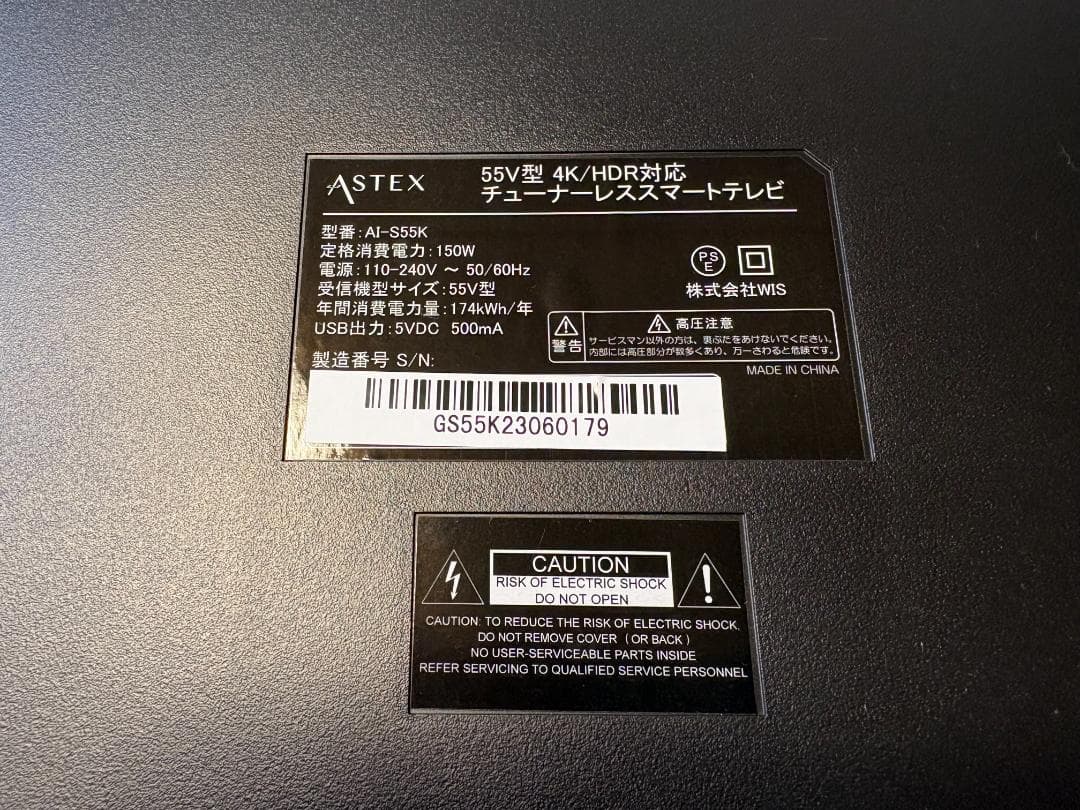 ASTEX
55V型 4K/HDR対応
チューナーレススマートテレビ
型番:AI-S55K
定格消費電力:150W
電源:110-240V ～ 50/60Hz
受信機型サイズ:55V型
年間消費電力量:174kWh/年
USB出力:5VDC 500mA
製造番号 S/N:
PSE
株式会社WIS
警告
高圧注意
サービスマン以外の方は、裏ぶたをあけないでください。
内部には高圧部分が数多くあり、万一さわると危険です。
MADE IN CHINA
GS55K23060179
CAUTION
RISK OF ELECTRIC SHOCK
DO NOT OPEN
CAUTION: TO REDUCE THE RISK OF ELECTRIC SHOCK,
DO NOT REMOVE COVER (OR BACK)
NO USER-SERVICEABLE PARTS INSIDE
REFER SERVICING TO QUALIFIED SERVICE PERSONNEL